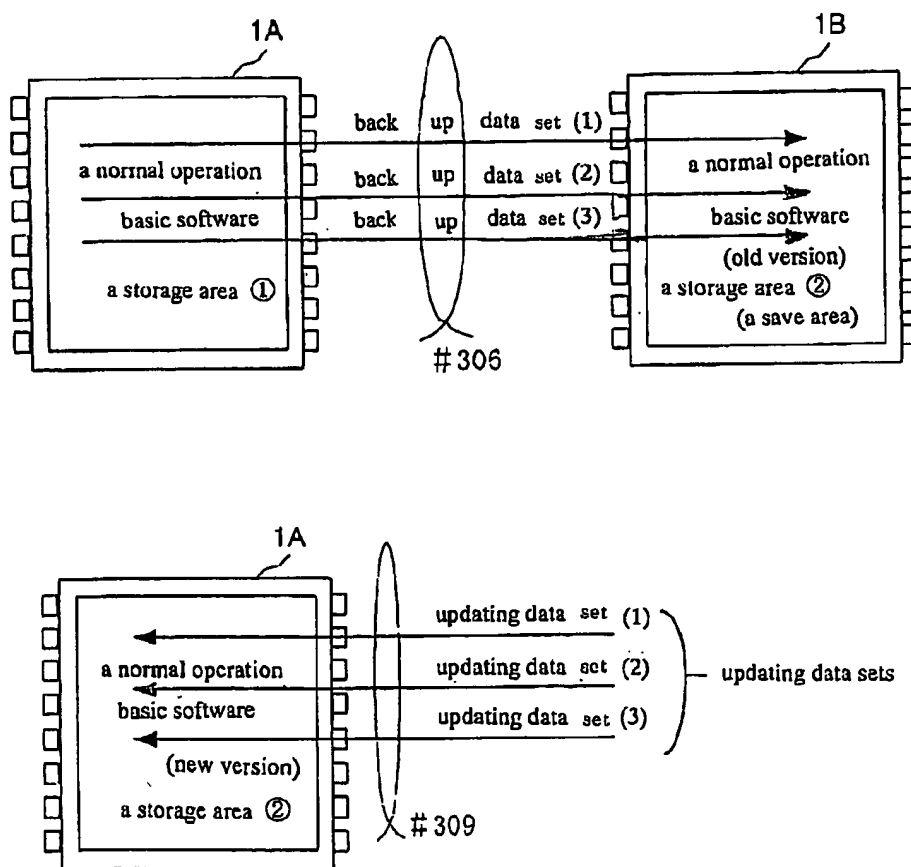 1A
1B
back up data set (1)
a normal operation
a normal operation
back up data set (2)
basic software
back up data set (3)
basic software
(old version)
a storage area ①
a storage area ②
(a save area)
#306
1A
updating data set (1)
a normal operation
updating data set (2)
updating data sets
basic software
updating data set (3)
(new version)
a storage area ②
#309